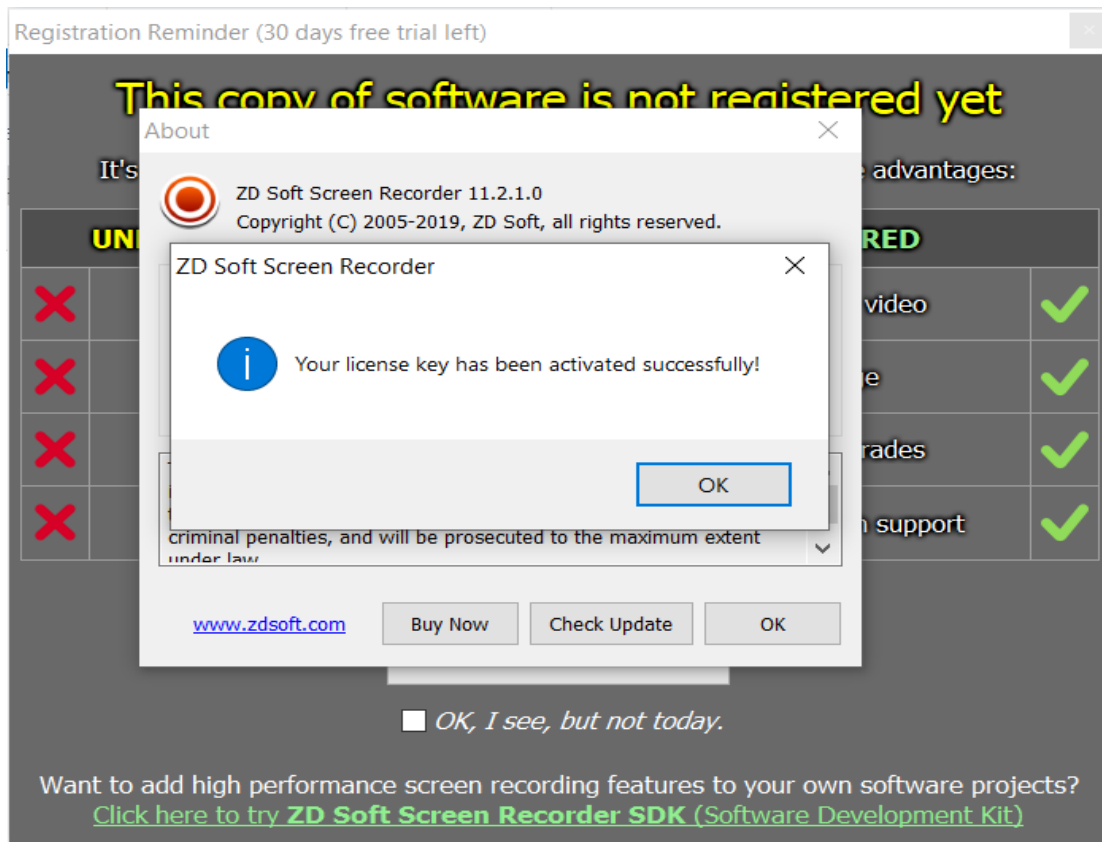 Registration Reminder (30 days free trial left)
This copy of software is not registered yet
About
It's
advantages:
ZD Soft Screen Recorder 11.2.1.0
Copyright (C) 2005-2019, ZD Soft, all rights reserved.
ZD Soft Screen Recorder
video
Your license key has been activated successfully!
support
OK
criminal penalties, and will be prosecuted to the maximum extent
under law
www.zdsoft.com
Buy Now
Check Update
OK
OK, I see, but not today.
Want to add high performance screen recording features to your own software projects?
Click here to try ZD Soft Screen Recorder SDK (Software Development Kit)